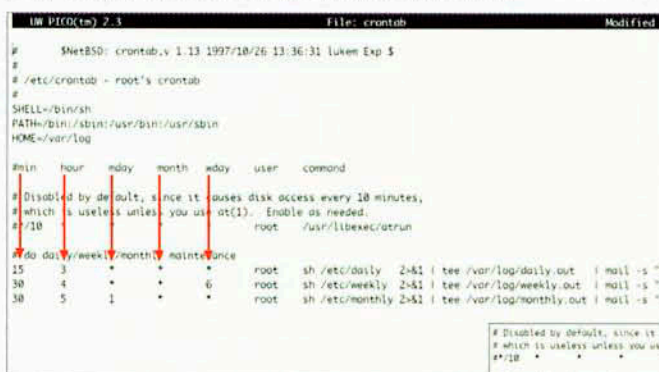 UW PICO(tm) 2.3 File: crontab Modified
# $NetBSD: crontab,v 1.13 1997/10/26 13:36:31 lukem Exp $
#
# /etc/crontab - root's crontab
#
SHELL=/bin/sh
PATH=/bin:/sbin:/usr/bin:/usr/sbin
HOME=/var/log
#min hour mday month wday user command
# Disabled by default, since it causes disk access every 10 minutes,
# which is useless unless you use at(1). Enable as needed.
#*/10 * * * * root /usr/libexec/atrun
# do daily/weekly/monthly maintenance
15 3 * * * root sh /etc/daily 2>&1 | tee /var/log/daily.out | mail -s "
30 4 * * 6 root sh /etc/weekly 2>&1 | tee /var/log/weekly.out | mail -s "
30 5 1 * * root sh /etc/monthly 2>&1 | tee /var/log/monthly.out | mail -s "
# Disabled by default, since it
# which is useless unless you us
#*/10 * * *